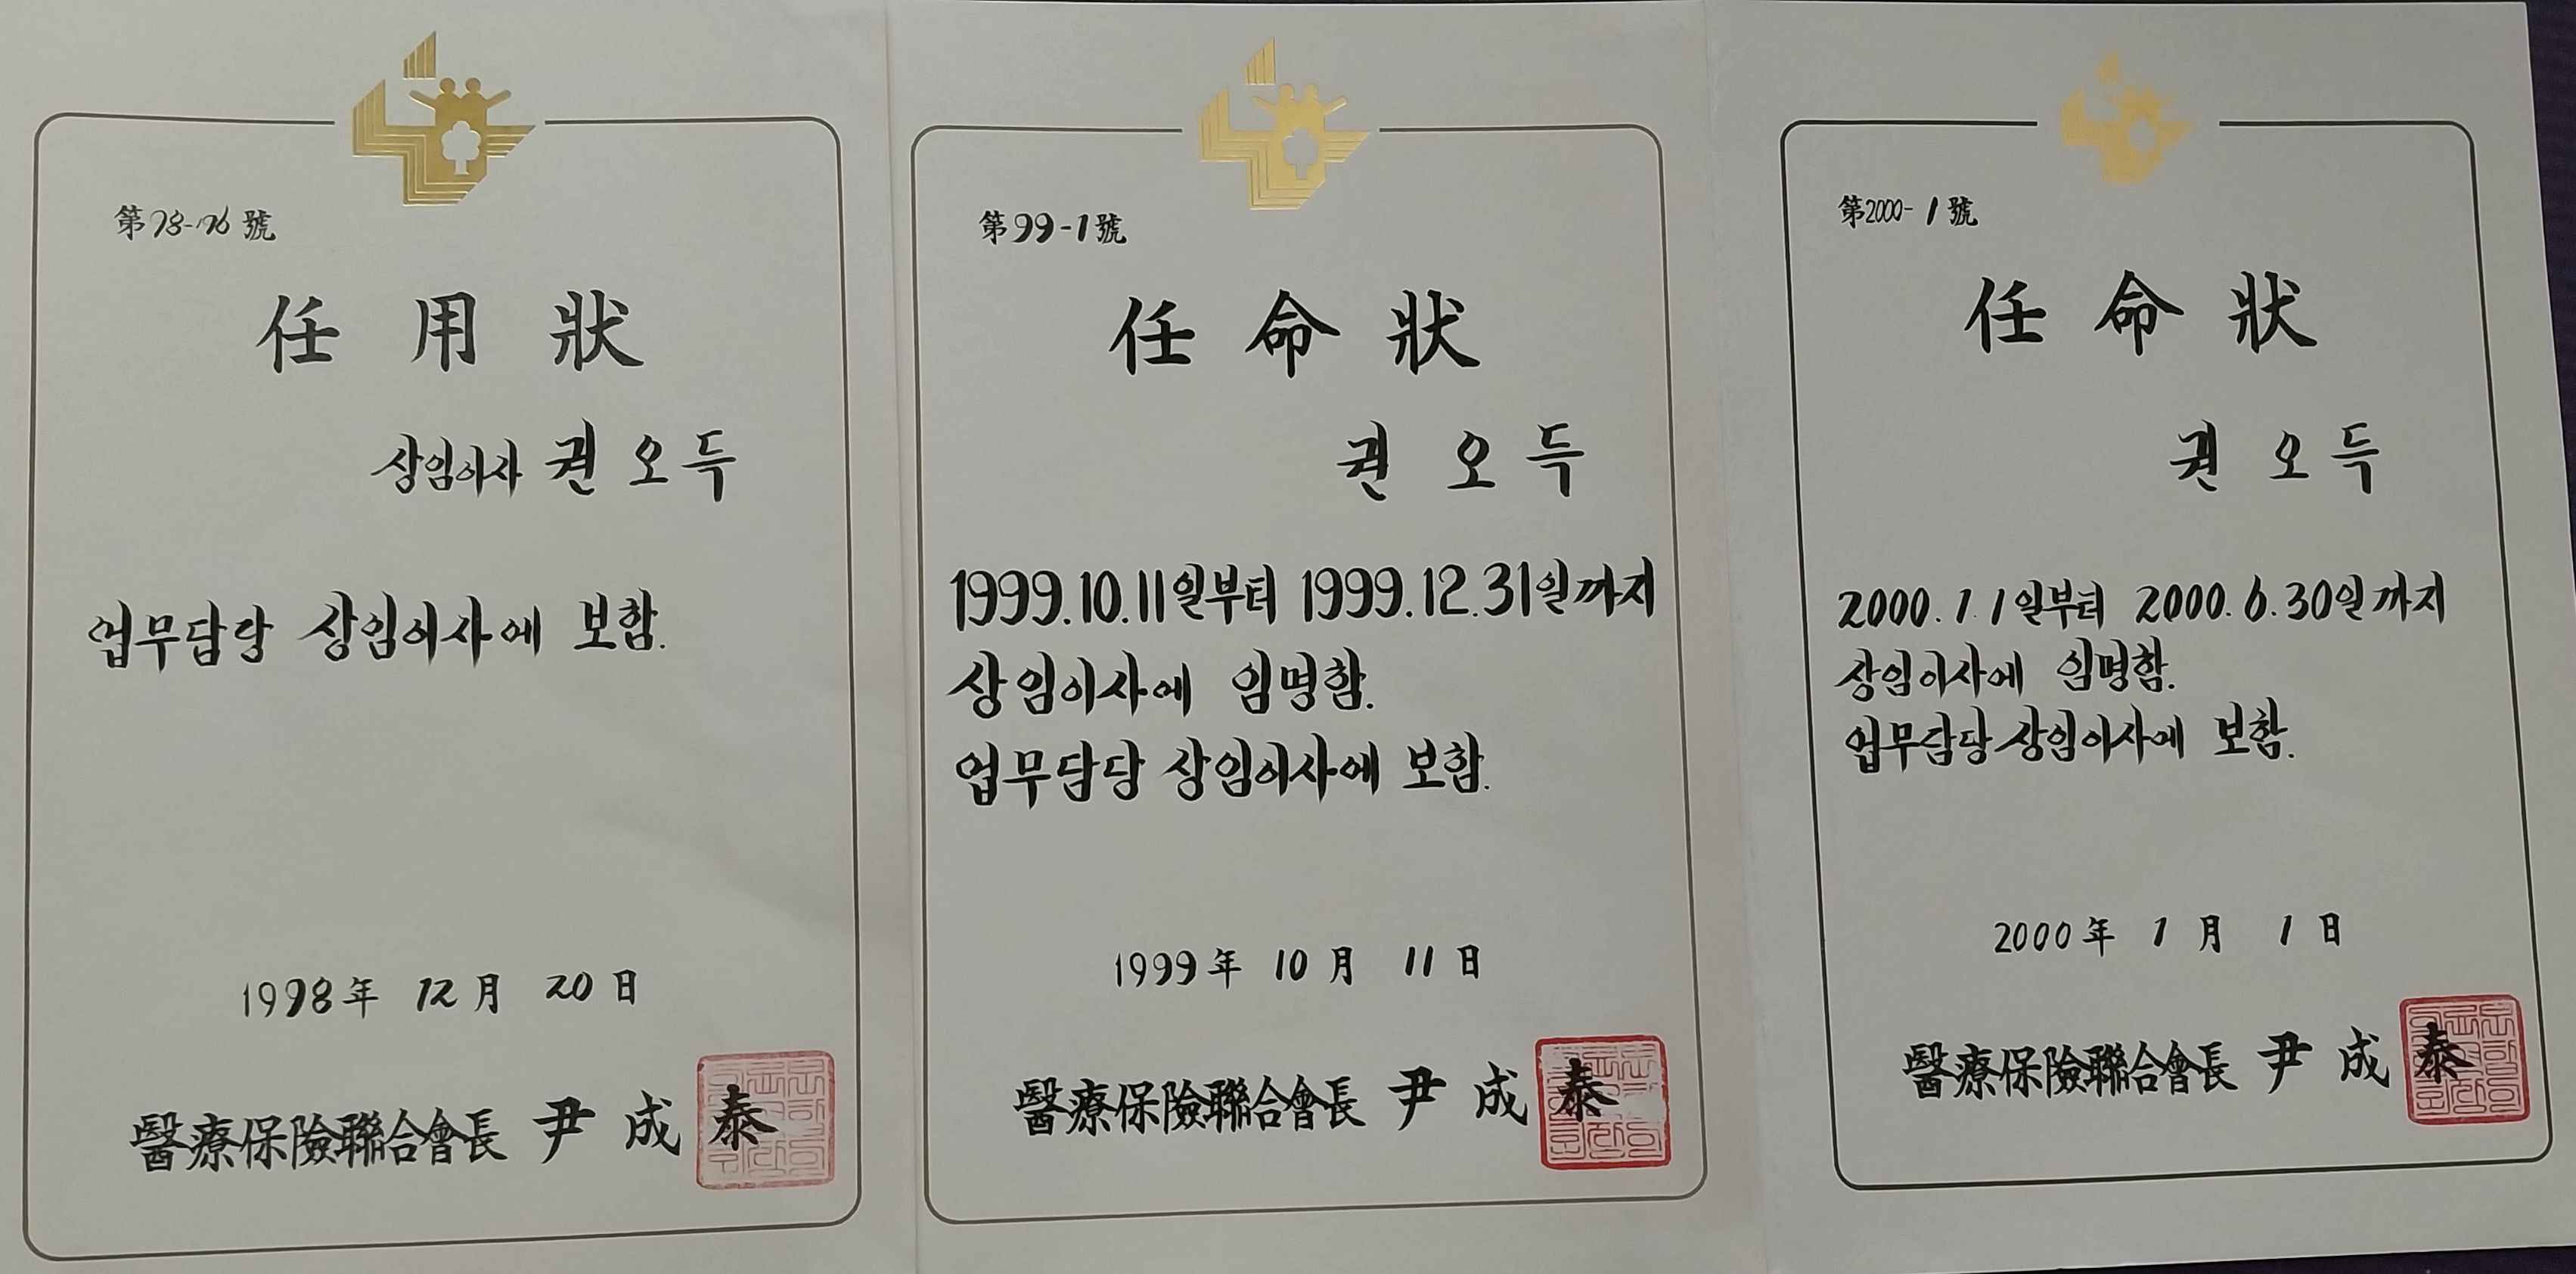 第98-196 號
任用狀
상임이사 권오득
업무담당 상임이사에 보함.
1998年 12月 20日
醫療保險聯合會長 尹成泰
第99-1號
任命狀
권오득
1999.10.11일부터 1999.12.31일까지
상임이사에 임명함.
업무담당 상임이사에 보함.
1999年 10月 11日
醫療保險聯合會長 尹成泰
第2000-1號
任命狀
권오득
2000.1.1일부터 2000.6.30일까지
상임이사에 임명함.
업무담당 상임이사에 보함.
2000年 1月 1日
醫療保險聯合會長 尹成泰